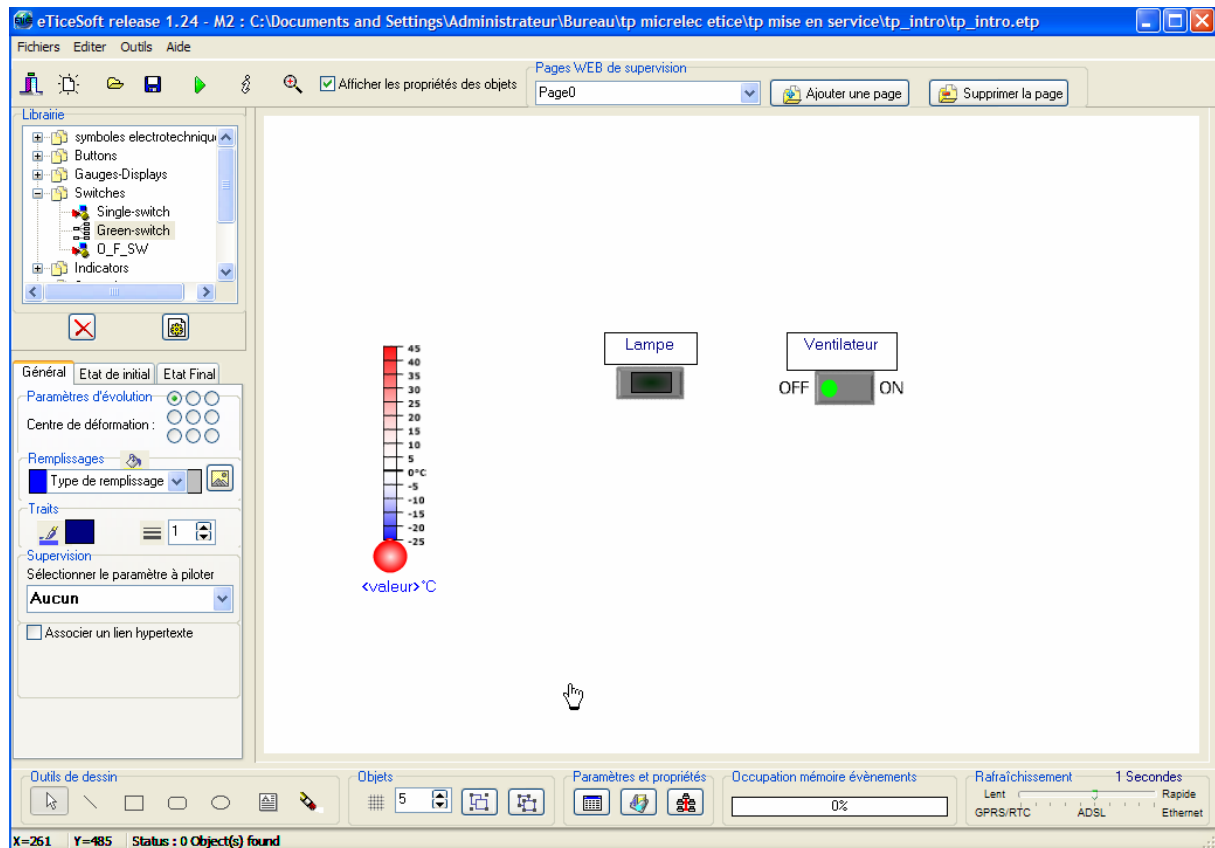 eTiceSoft release 1.24 - M2 : C:\Documents and Settings\Administrateur\Bureau\tp micrelec etice\tp mise en service\tp_intro\tp_intro.etp
Fichiers Editer Outils Aide
Afficher les propriétés des objets
Pages WEB de supervision
Page0
Ajouter une page
Supprimer la page
Librairie
symboles electrotechniqu
Buttons
Gauges-Displays
Switches
Single-switch
Green-switch
O_F_SW
Indicators
Général Etat de initial Etat Final
Paramètres d'évolution
Centre de déformation :
Remplissages
Type de remplissage
Traits
1
Supervision
Sélectionner le paramètre à piloter
Aucun
Associer un lien hypertexte
45
40
35
30
25
20
15
10
5
0°C
-5
-10
-15
-20
-25
<valeur>°C
Lampe
Ventilateur
OFF ON
Outils de dessin
Objets
5
Paramètres et propriétés
Occupation mémoire évènements
0%
Rafraîchissement 1 Secondes
Lent Rapide
GPRS/RTC ADSL Ethernet
X=261 Y=485 Status : 0 Object(s) found